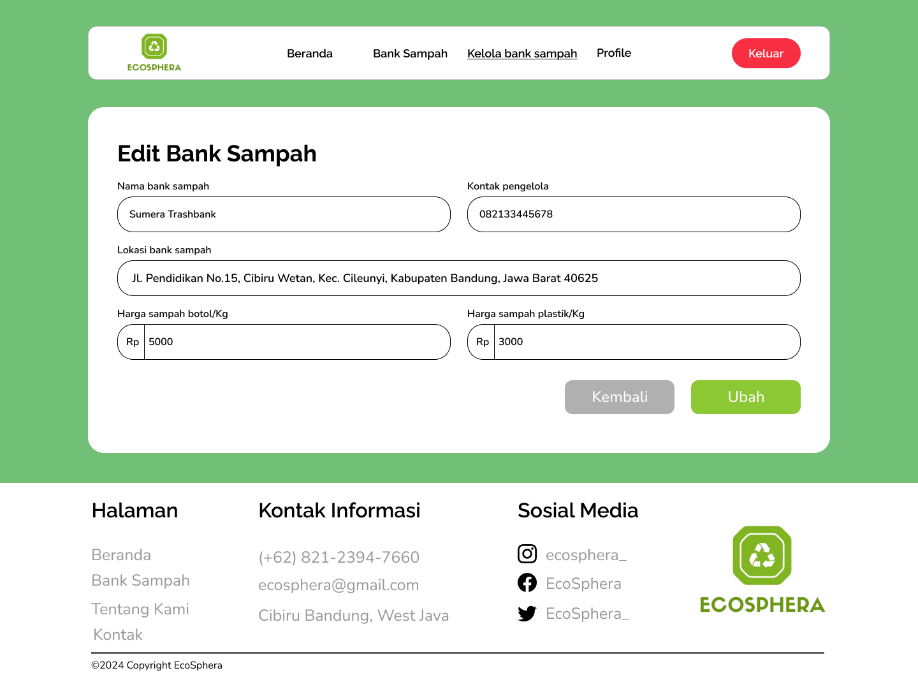 ECOSPHERA
Beranda
Bank Sampah
Kelola bank sampah
Profile
Keluar
Edit Bank Sampah
Nama bank sampah
Kontak pengelola
Sumera Trashbank
082133445678
Lokasi bank sampah
Jl. Pendidikan No.15, Cibiru Wetan, Kec. Cileunyi, Kabupaten Bandung, Jawa Barat 40625
Harga sampah botol/Kg
Harga sampah plastik/Kg
Rp 5000
Rp 3000
Kembali
Ubah
Halaman
Beranda
Bank Sampah
Tentang Kami
Kontak
Kontak Informasi
(+62) 821-2394-7660
ecosphera@gmail.com
Cibiru Bandung, West Java
Sosial Media
ecosphera_
EcoSphera
EcoSphera_
ECOSPHERA
©2024 Copyright EcoSphera